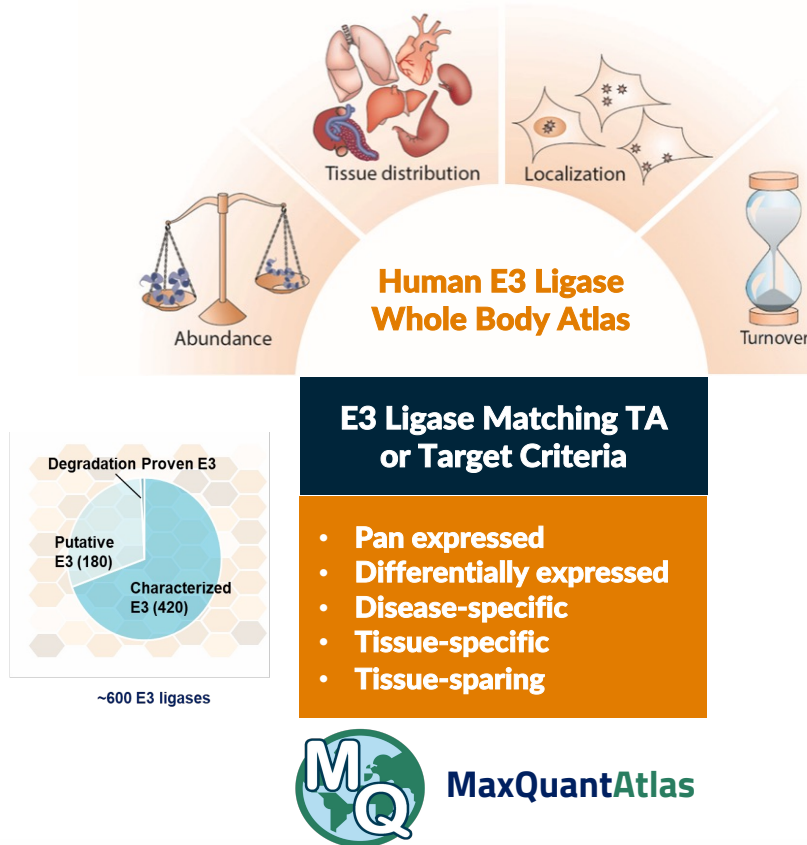 Tissue distribution
Localization
Abundance
Turnover
Human E3 Ligase
Whole Body Atlas
E3 Ligase Matching TA
or Target Criteria
Degradation Proven E3
Putative
E3 (180)
Characterized
E3 (420)
~600 E3 ligases
• Pan expressed
• Differentially expressed
• Disease-specific
• Tissue-specific
• Tissue-sparing
MQ
MaxQuantAtlas